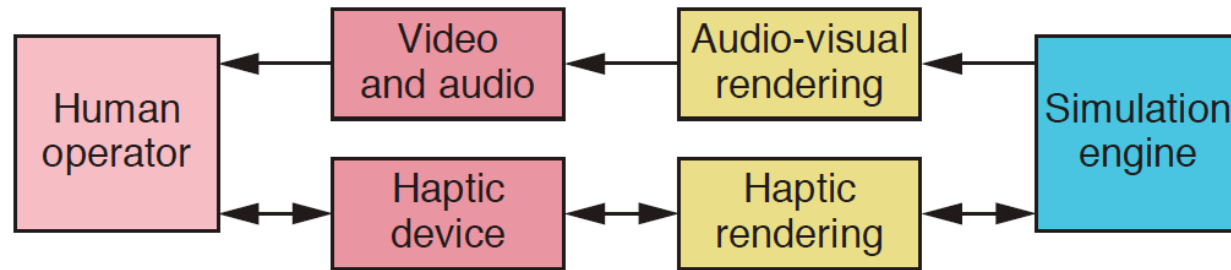 Human
operator
Video
and audio
Audio-visual
rendering
Simulation
engine
Haptic
device
Haptic
rendering